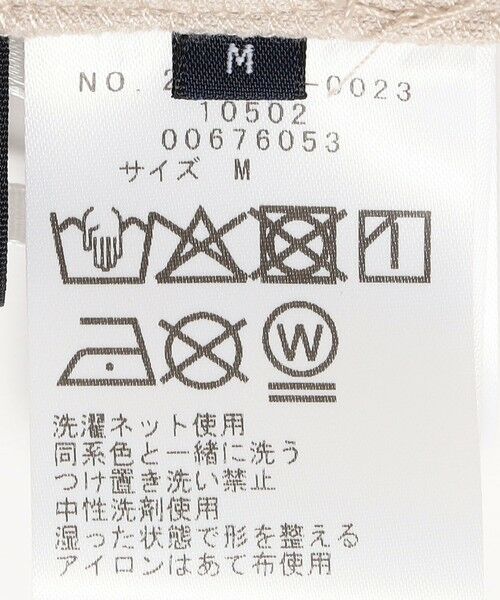 M
NO. 2 -0023
10502
00676053
サイズ M
W
洗濯ネット使用
同系色と一緒に洗う
つけ置き洗い禁止
中性洗剤使用
湿った状態で形を整える
アイロンはあて布使用